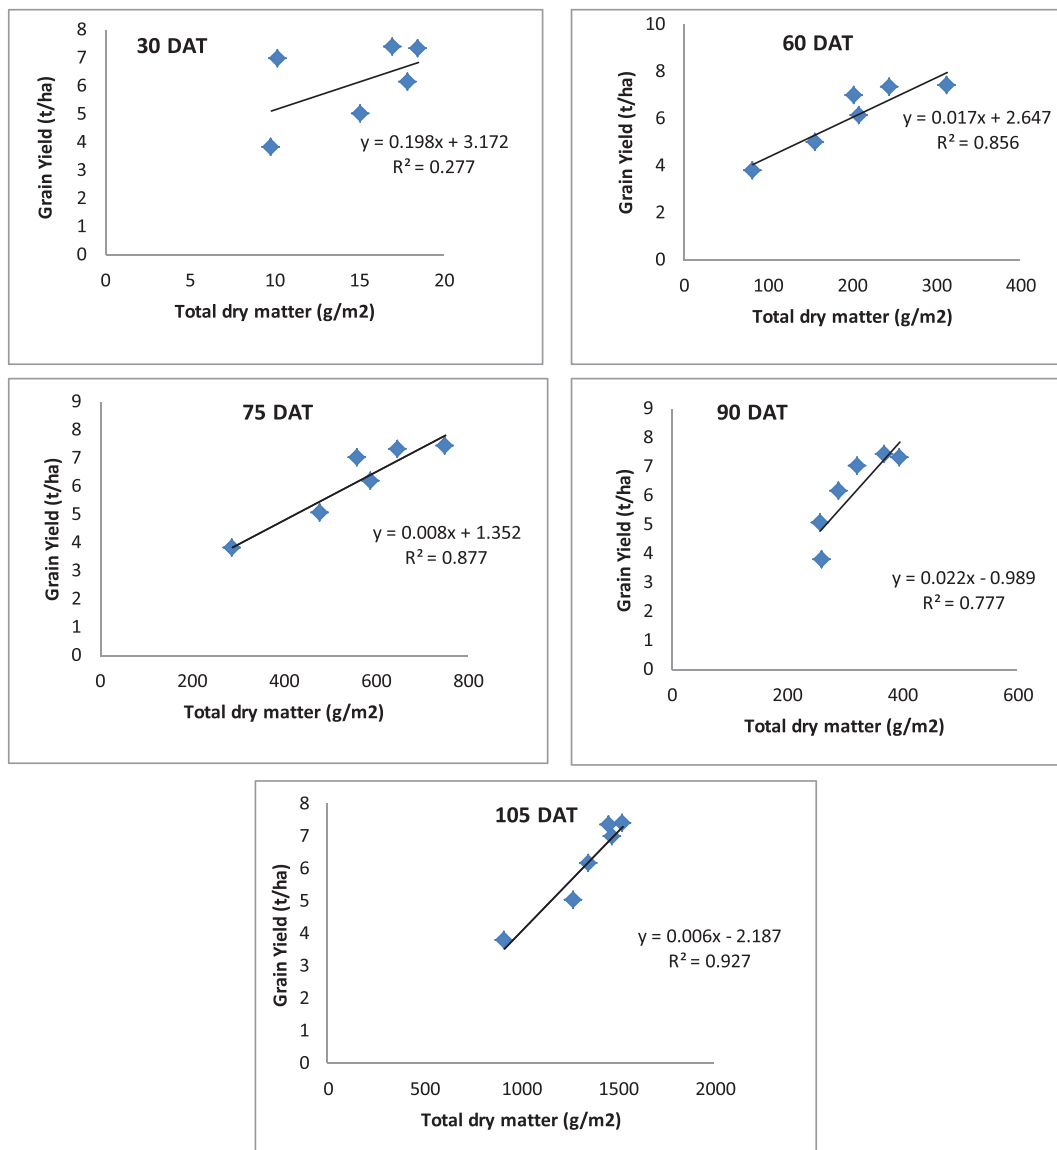 30 DAT
8
7
6
5
4
3
2
1
0
Grain Yield (t/ha)
y = 0.198x + 3.172
R² = 0.277
0 5 10 15 20
Total dry matter (g/m2)
60 DAT
10
8
6
4
2
0
Grain Yield (t/ha)
y = 0.017x + 2.647
R² = 0.856
0 100 200 300 400
Total dry matter (g/m2)
75 DAT
9
8
7
6
5
4
3
2
1
0
Grain Yield (t/ha)
y = 0.008x + 1.352
R² = 0.877
0 200 400 600 800
Total dry matter (g/m2)
90 DAT
9
8
7
6
5
4
3
2
1
0
Grain Yield (t/ha)
y = 0.022x - 0.989
R² = 0.777
0 200 400 600
Total dry matter (g/m2)
105 DAT
8
7
6
5
4
3
2
1
0
Grain Yield (t/ha)
y = 0.006x - 2.187
R² = 0.927
0 500 1000 1500 2000
Total dry matter (g/m2)